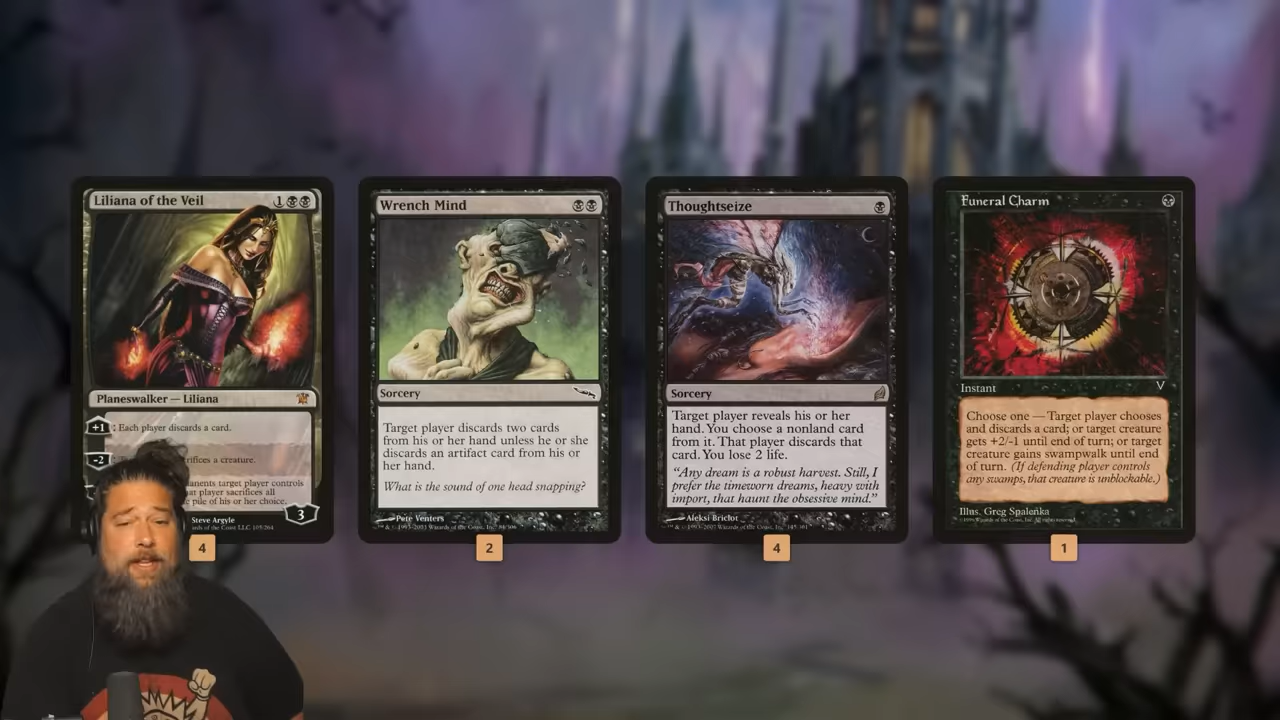 Liliana of the Veil 1
Planeswalker — Liliana
+1 : Each player discards a card.
-2 rifices a creature.
anents target player controls
at player sacrifices all
e pile of his or her choice.
Steve Argyle
3
4
Wrench Mind
Sorcery
Target player discards two cards
from his or her hand unless he or she
discards an artifact card from his or
her hand.
What is the sound of one head snapping?
Pete Venters
2
Thoughtseize
Sorcery
Target player reveals his or her
hand. You choose a nonland card
from it. That player discards that
card. You lose 2 life.
“Any dream is a robust harvest. Still, I
prefer the timeworn dreams, heavy with
import, that haunt the obsessive mind.”
Aleksi Briclot
4
Funeral Charm
Instant V
Choose one — Target player chooses
and discards a card; or target creature
gets +2/-1 until end of turn; or target
creature gains swampwalk until end
of turn. (If defending player controls
any swamps, that creature is unblockable.)
Illus. Greg Spalenka
1